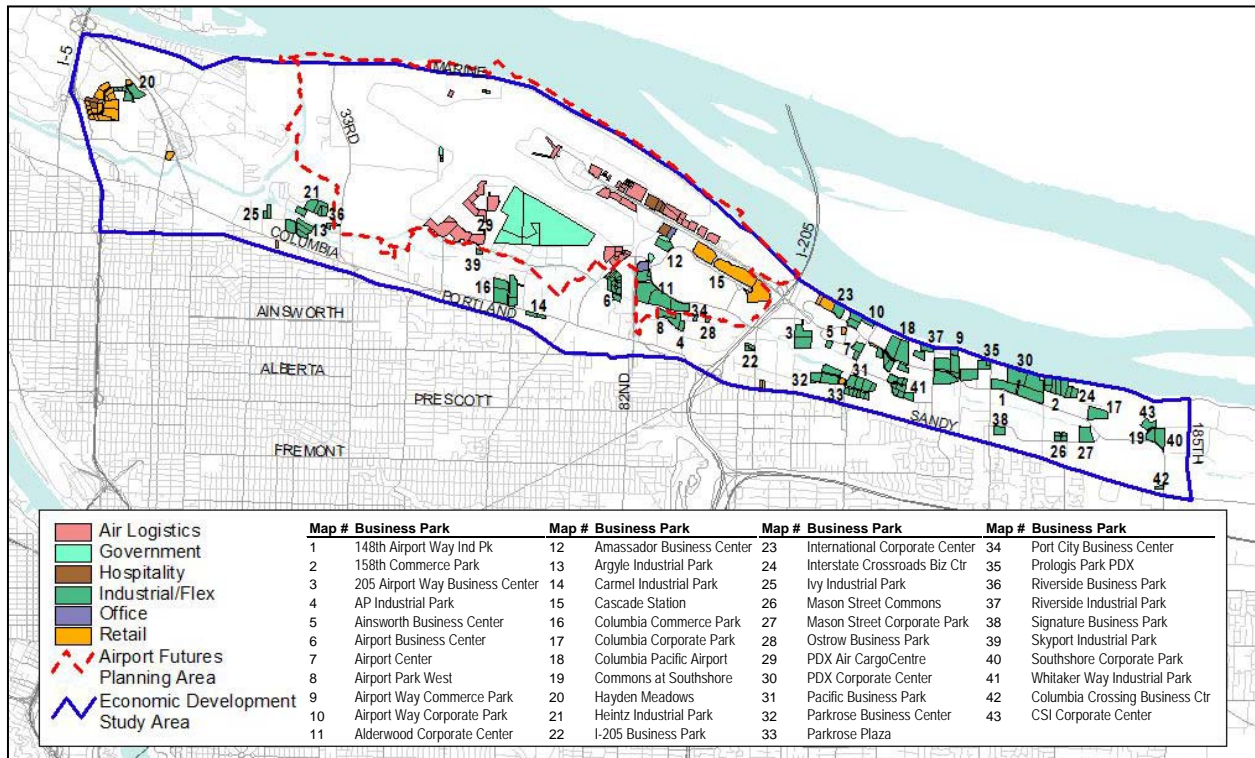 I-5
20
MARINE
33RD
21
25
36
13
COLUMBIA
29
39
12
I-205
15
16
14
6
11
34
8
28
4
PORTLAND
AINSWORTH
ALBERTA
PRESCOTT
FREMONT
82ND
22
23
10
3
5
7
18
37
9
35
30
32
31
33
41
1
2
24
17
SANDY
38
26
27
43
19
40
42
185TH
Air Logistics
Government
Hospitality
Industrial/Flex
Office
Retail
Airport Futures
Planning Area
Economic Development
Study Area
Map # Business Park Map # Business Park Map # Business Park Map # Business Park
1 148th Airport Way Ind Pk 12 Amassador Business Center 23 International Corporate Center 34 Port City Business Center
2 158th Commerce Park 13 Argyle Industrial Park 24 Interstate Crossroads Biz Ctr 35 Prologis Park PDX
3 205 Airport Way Business Center 14 Carmel Industrial Park 25 Ivy Industrial Park 36 Riverside Business Park
4 AP Industrial Park 15 Cascade Station 26 Mason Street Commons 37 Riverside Industrial Park
5 Ainsworth Business Center 16 Columbia Commerce Park 27 Mason Street Corporate Park 38 Signature Business Park
6 Airport Business Center 17 Columbia Corporate Park 28 Ostrow Business Park 39 Skyport Industrial Park
7 Airport Center 18 Columbia Pacific Airport 29 PDX Air CargoCentre 40 Southshore Corporate Park
8 Airport Park West 19 Commons at Southshore 30 PDX Corporate Center 41 Whitaker Way Industrial Park
9 Airport Way Commerce Park 20 Hayden Meadows 31 Pacific Business Park 42 Columbia Crossing Business Ctr
10 Airport Way Corporate Park 21 Heintz Industrial Park 32 Parkrose Business Center 43 CSI Corporate Center
11 Alderwood Corporate Center 22 I-205 Business Park 33 Parkrose Plaza